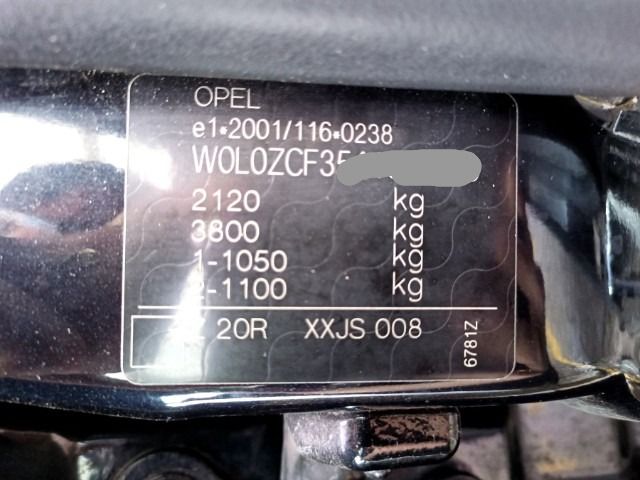 OPEL
e1*2001/116*0238
W0L0ZCF35
2120 kg
3800 kg
1-1050 kg
2-1100 kg
Z 20R XXJS 008
6781Z